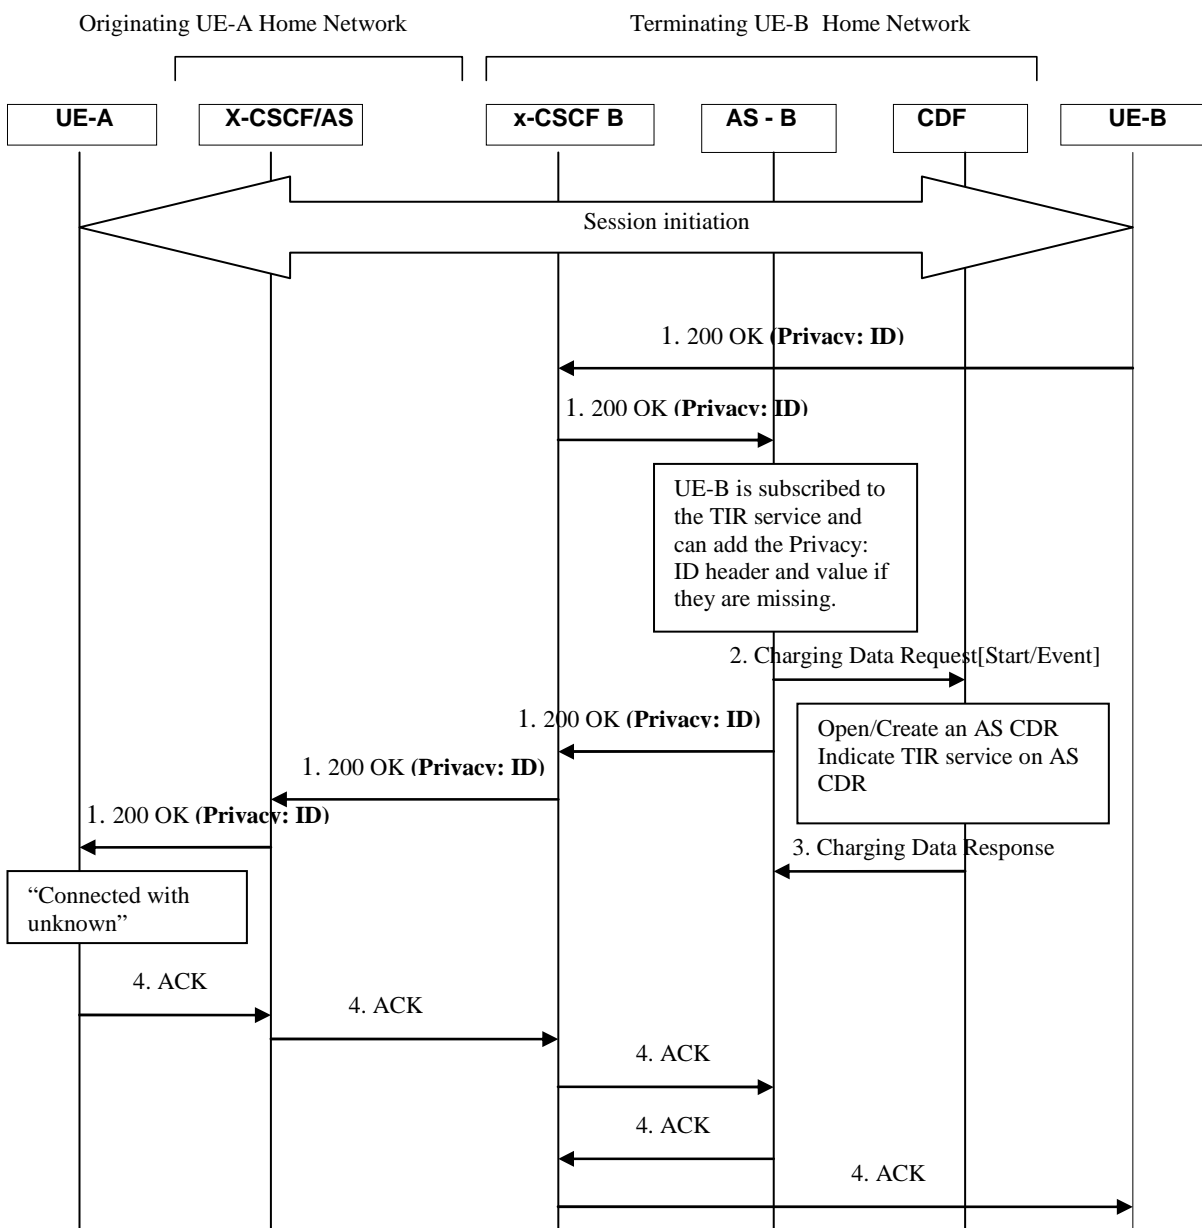 Originating UE-A Home Network
Terminating UE-B Home Network
UE-A
X-CSCF/AS
x-CSCF B
AS - B
CDF
UE-B
Session initiation
1. 200 OK (Privacy: ID)
1. 200 OK (Privacy: ID)
UE-B is subscribed to
the TIR service and
can add the Privacy:
ID header and value if
they are missing.
2. Charging Data Request[Start/Event]
1. 200 OK (Privacy: ID)
Open/Create an AS CDR
Indicate TIR service on AS
CDR
1. 200 OK (Privacy: ID)
1. 200 OK (Privacy: ID)
3. Charging Data Response
“Connected with
unknown”
4. ACK
4. ACK
4. ACK
4. ACK
4. ACK